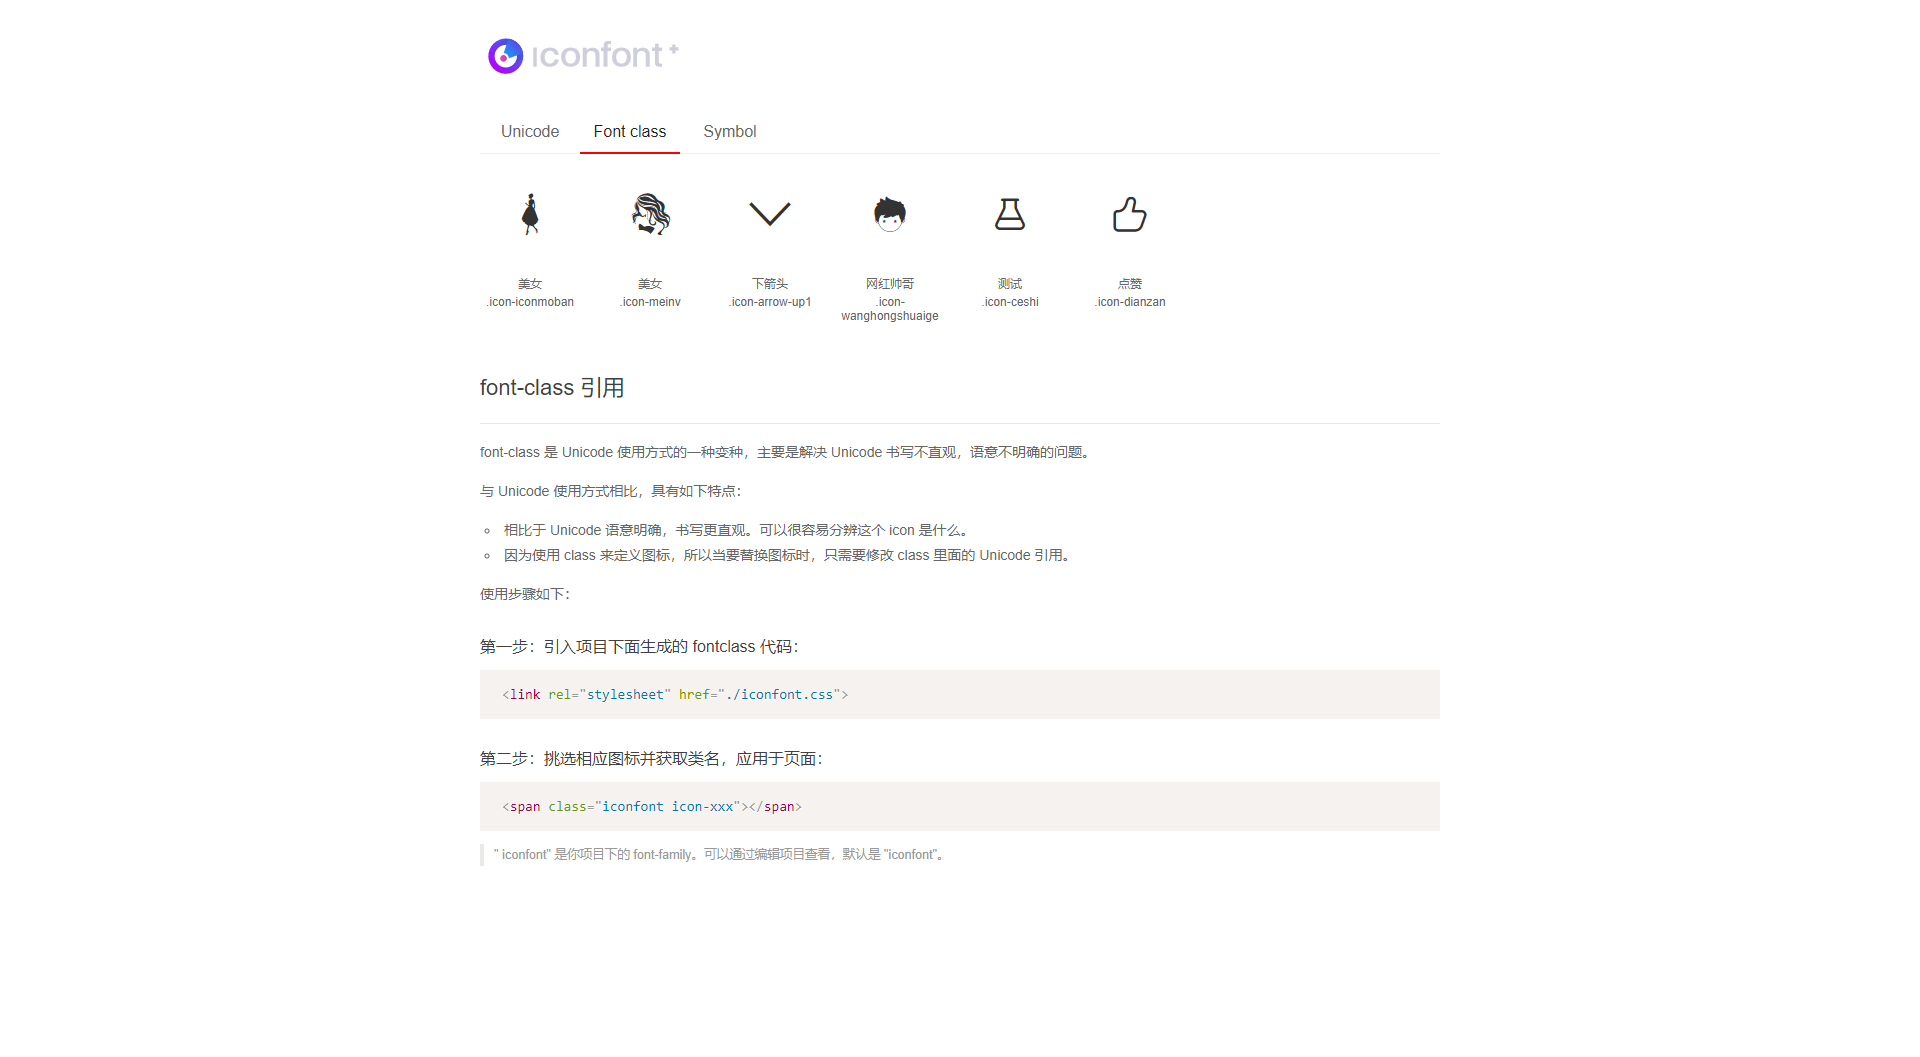 iconfont+
Unicode Font class Symbol
美女 美女 下箭头 网红帅哥 测试 点赞
.icon-iconmoban .icon-meinv .icon-arrow-up1 .icon-wanghongshuaige .icon-ceshi .icon-dianzan
font-class 引用
font-class 是 Unicode 使用方式的一种变种，主要是解决 Unicode 书写不直观，语意不明确的问题。
与 Unicode 使用方式相比，具有如下特点：
相比于 Unicode 语意明确，书写更直观。可以很容易分辨这个 icon 是什么。
因为使用 class 来定义图标，所以当要替换图标时，只需要修改 class 里面的 Unicode 引用。
使用步骤如下：
第一步：引入项目下面生成的 fontclass 代码：
<link rel="stylesheet" href="./iconfont.css">
第二步：挑选相应图标并获取类名，应用于页面：
<span class="iconfont icon-xxx"></span>
" iconfont" 是你项目下的 font-family。可以通过编辑项目查看，默认是 "iconfont"。